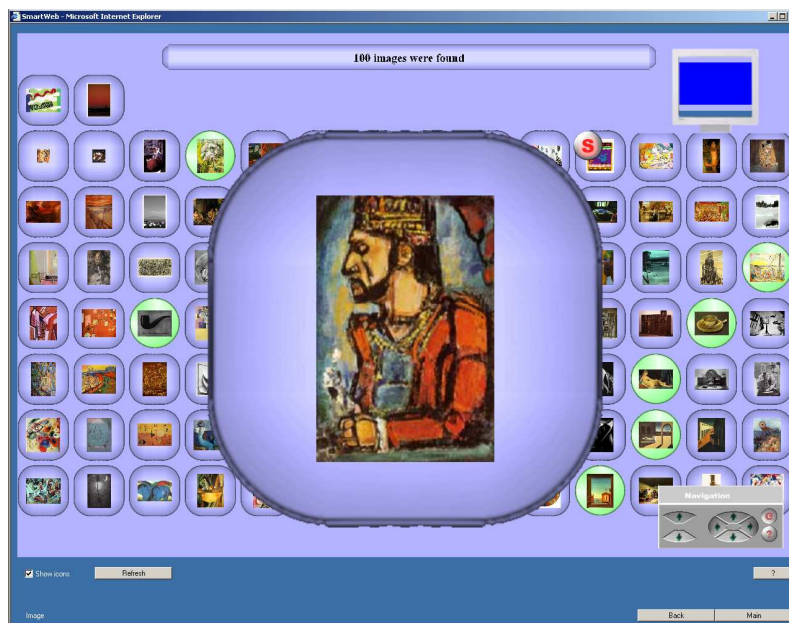 SmartWeb - Microsoft Internet Explorer
100 images were found
S
Navigation
?
Show icons
Refresh
?
Image
Back
Main